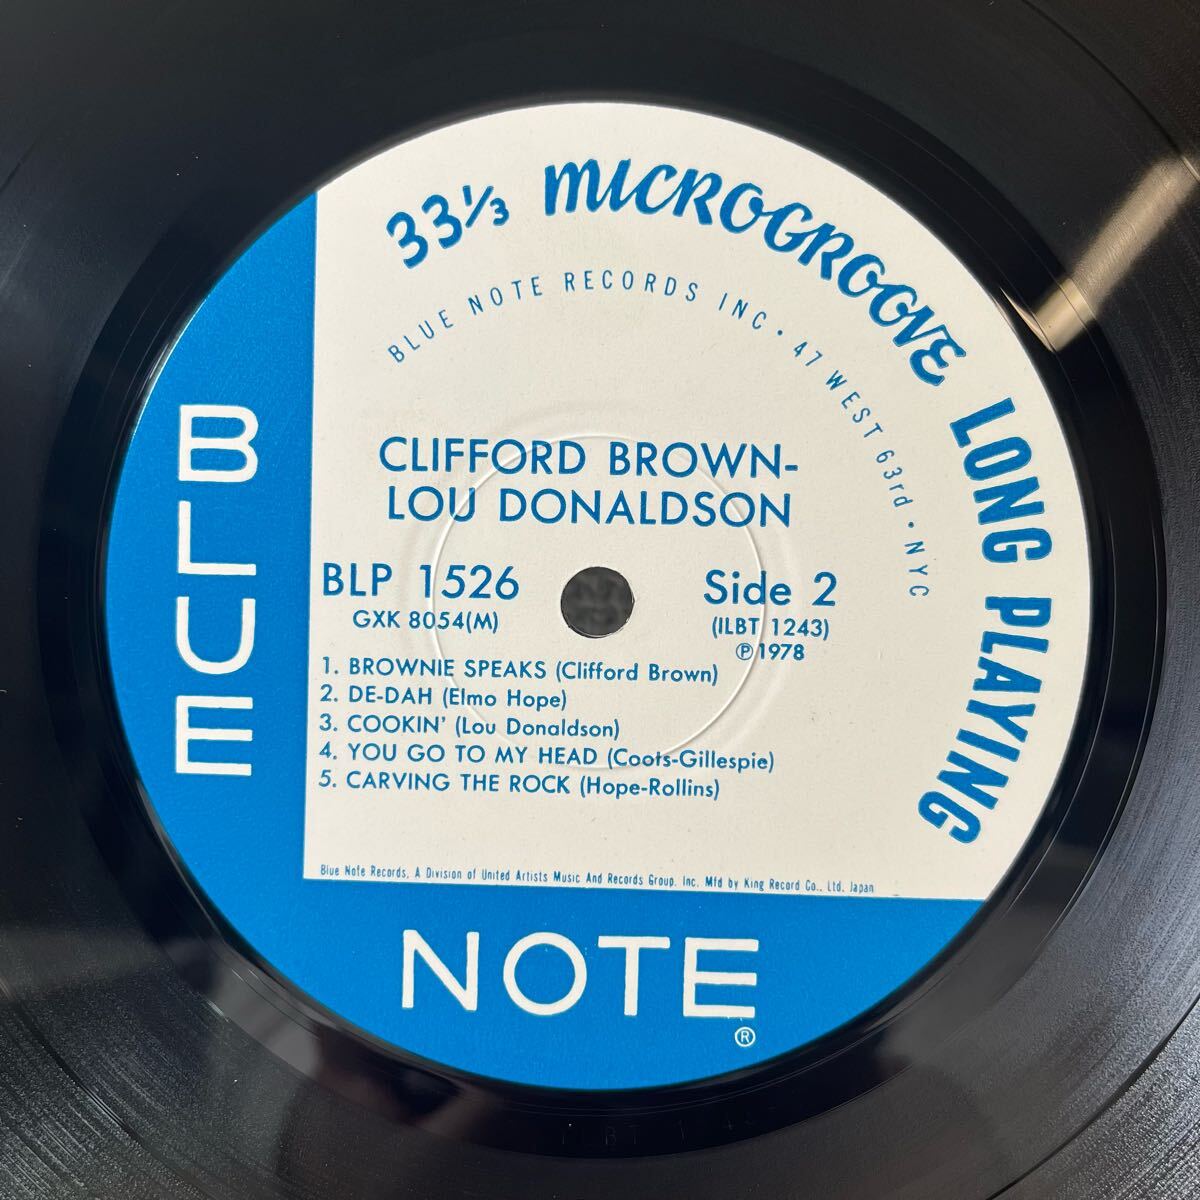 33⅓ MICROGROOVE LONG PLAYING
BLUE NOTE RECORDS INC • 47 WEST 63rd • NYC
CLIFFORD BROWN-
LOU DONALDSON
BLP 1526
GXK 8054(M)
Side 2
(ILBT 1243)
℗1978
1. BROWNIE SPEAKS (Clifford Brown)
2. DE-DAH (Elmo Hope)
3. COOKIN' (Lou Donaldson)
4. YOU GO TO MY HEAD (Coots-Gillespie)
5. CARVING THE ROCK (Hope-Rollins)
Blue Note Records, A Division of United Artists Music And Records Group, Inc. Mfd by King Record Co., Ltd. Japan
BLUE
NOTE
®